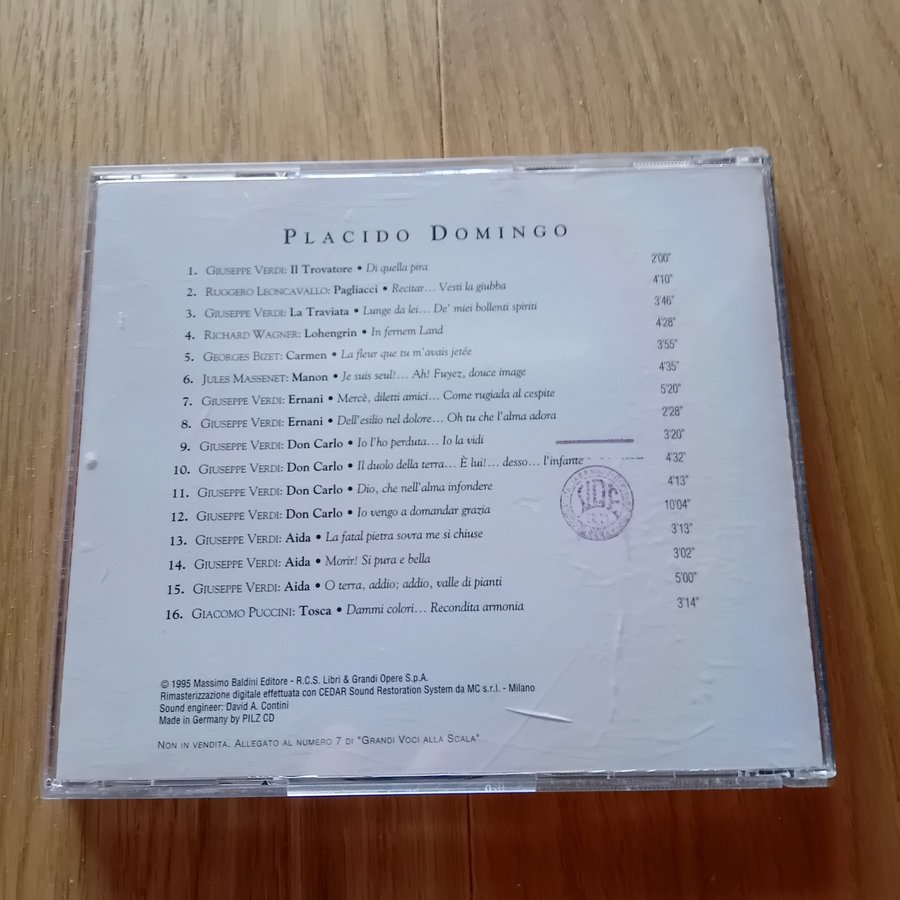 PLACIDO DOMINGO
1. GIUSEPPE VERDI: Il Trovatore • Di quella pira 2'00"
2. RUGGERO LEONCAVALLO: Pagliacci • Recitar... Vesti la giubba 4'10"
3. GIUSEPPE VERDI: La Traviata • Lunge da lei... De' miei bollenti spiriti 3'46"
4. RICHARD WAGNER: Lohengrin • In fernem Land 4'28"
5. GEORGES BIZET: Carmen • La fleur que tu m'avais jetée 3'55"
6. JULES MASSENET: Manon • Je suis seul!... Ah! Fuyez, douce image 4'35"
7. GIUSEPPE VERDI: Ernani • Mercè, diletti amici... Come rugiada al cespite 5'20"
8. GIUSEPPE VERDI: Ernani • Dell'esilio nel dolore... Oh tu che l'alma adora 2'28"
9. GIUSEPPE VERDI: Don Carlo • Io l'ho perduta... Io la vidi 3'20"
10. GIUSEPPE VERDI: Don Carlo • Il duolo della terra... È lui!... desso... l'infante 4'32"
11. GIUSEPPE VERDI: Don Carlo • Dio, che nell'alma infondere 4'13"
12. GIUSEPPE VERDI: Don Carlo • Io vengo a domandar grazia 10'04"
13. GIUSEPPE VERDI: Aida • La fatal pietra sovra me si chiuse 3'13"
14. GIUSEPPE VERDI: Aida • Morir! Si pura e bella 3'02"
15. GIUSEPPE VERDI: Aida • O terra, addio; addio, valle di pianti 5'00"
16. GIACOMO PUCCINI: Tosca • Dammi colori... Recondita armonia 3'14"
© 1995 Massimo Baldini Editore - R.C.S. Libri & Grandi Opere S.p.A.
Rimasterizzazione digitale effettuata con CEDAR Sound Restoration System da MC s.r.l. - Milano
Sound engineer: David A. Contini
Made in Germany by PILZ CD
NON IN VENDITA. ALLEGATO AL NUMERO 7 DI "GRANDI VOCI ALLA SCALA"